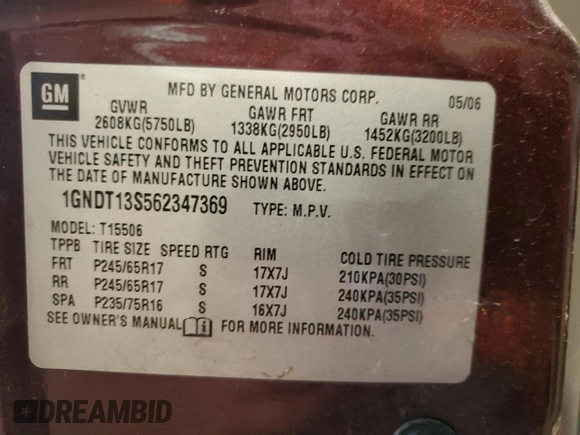 GM
MFD BY GENERAL MOTORS CORP. 05/06
GVWR GAWR FRT GAWR RR
2608KG(5750LB) 1338KG(2950LB) 1452KG(3200LB)
THIS VEHICLE CONFORMS TO ALL APPLICABLE U.S. FEDERAL MOTOR
VEHICLE SAFETY AND THEFT PREVENTION STANDARDS IN EFFECT ON
THE DATE OF MANUFACTURE SHOWN ABOVE.
1GNDT13S562347369 TYPE: M.P.V.
MODEL: T15506
TPPB TIRE SIZE SPEED RTG RIM COLD TIRE PRESSURE
FRT P245/65R17 S 17X7J 210KPA(30PSI)
RR P245/65R17 S 17X7J 240KPA(35PSI)
SPA P235/75R16 S 16X7J 240KPA(35PSI)
SEE OWNER'S MANUAL FOR MORE INFORMATION.
DREAMBID